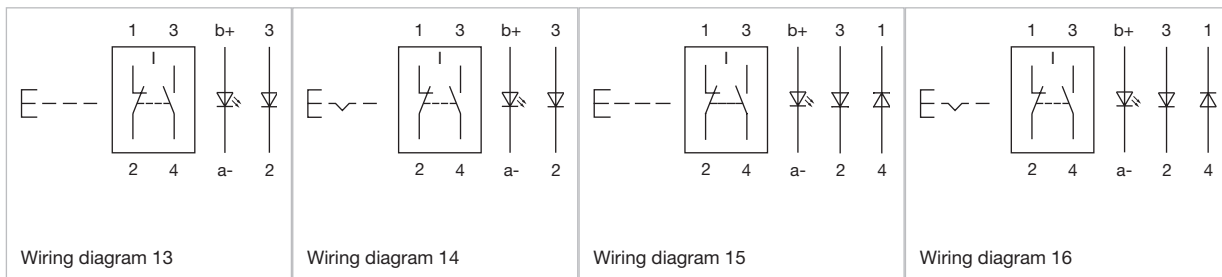 1 3 b+ 3
I
2 4 a- 2
Wiring diagram 13
1 3 b+ 3
I
2 4 a- 2
Wiring diagram 14
1 3 b+ 3 1
I
2 4 a- 2 4
Wiring diagram 15
1 3 b+ 3 1
I
2 4 a- 2 4
Wiring diagram 16